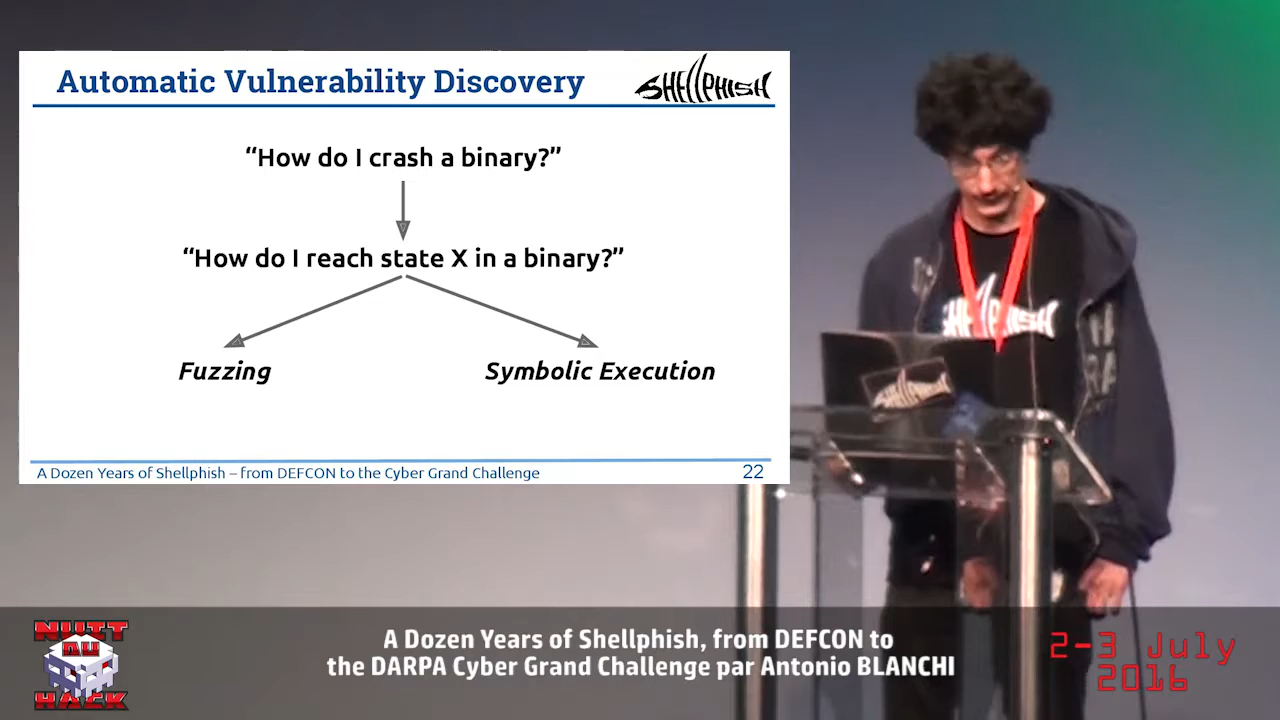 Automatic Vulnerability Discovery
SHELLPHISH
“How do I crash a binary?”
“How do I reach state X in a binary?”
Fuzzing
Symbolic Execution
A Dozen Years of Shellphish – from DEFCON to the Cyber Grand Challenge
22
SHELLPHISH
NUIT
DU
HACK
A Dozen Years of Shellphish, from DEFCON to
the DARPA Cyber Grand Challenge par Antonio BLANCHI
2-3 July
2016